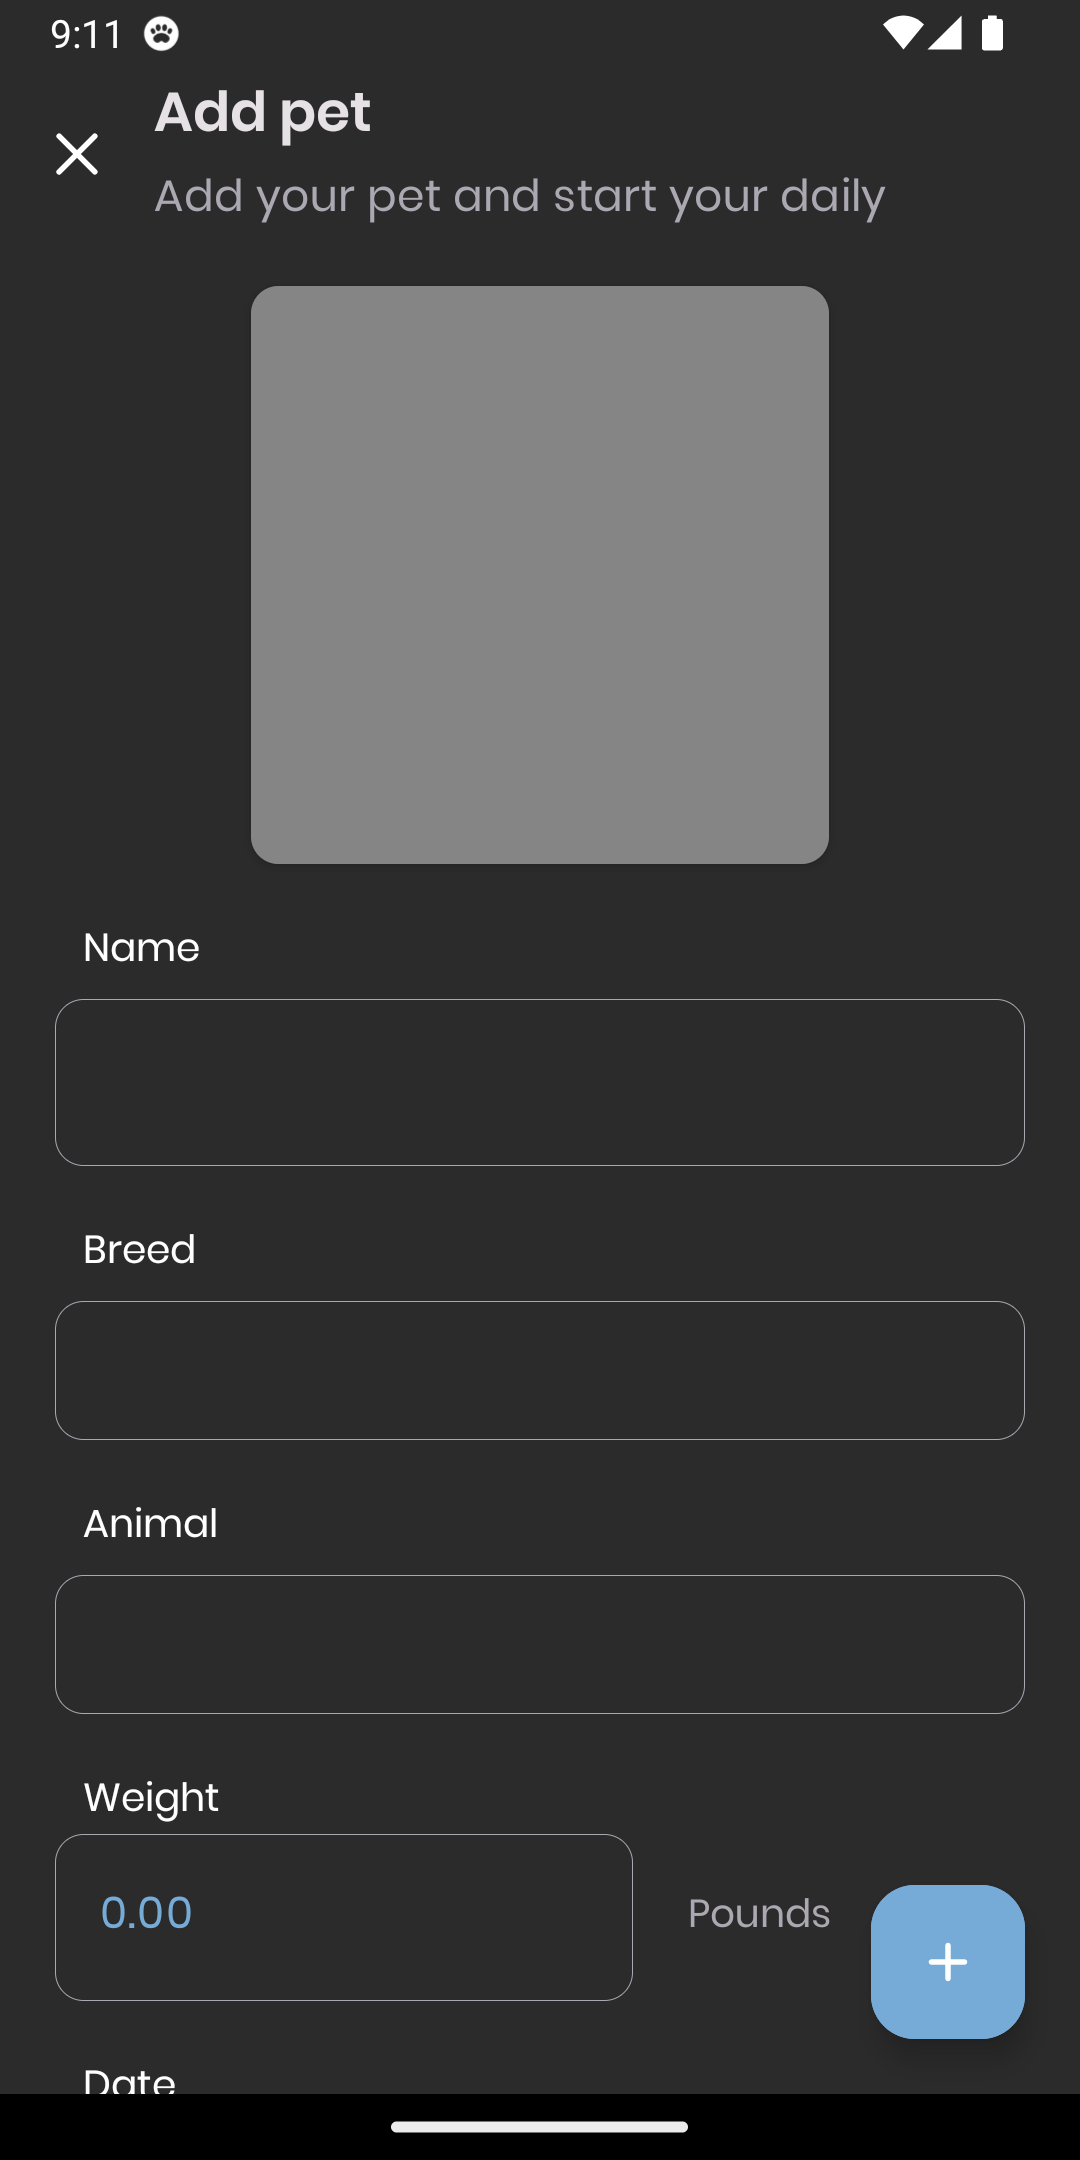 9:11
Add pet
Add your pet and start your daily
Name
Breed
Animal
Weight
0.00
Pounds
Date